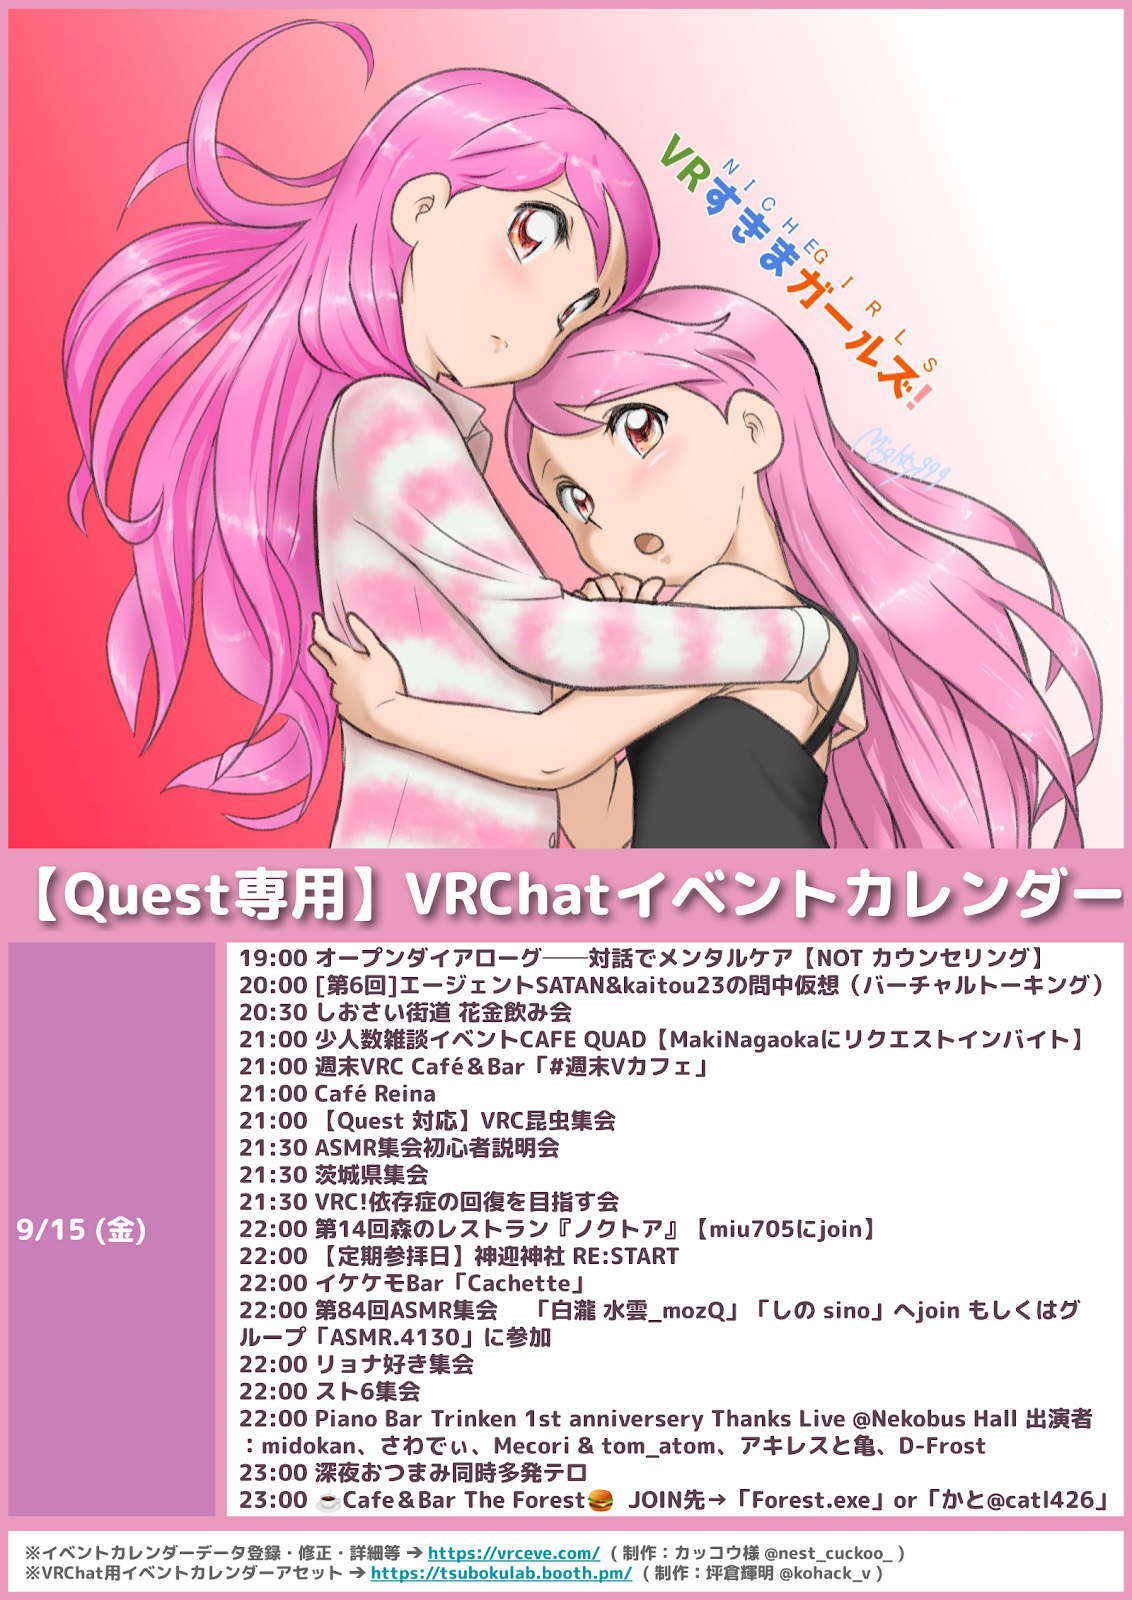 VRすきまガールズ!
NICHE GIRLS
Mighty999
【Quest専用】VRChatイベントカレンダー
9/15 (金)
19:00 オープンダイアローグ──対話でメンタルケア【NOT カウンセリング】
20:00 [第6回]エージェントSATAN&kaitou23の問中仮想（バーチャルトーキング）
20:30 しおさい街道 花金飲み会
21:00 少人数雑談イベントCAFE QUAD【MakiNagaokaにリクエストインバイト】
21:00 週末VRC Café＆Bar「#週末Vカフェ」
21:00 Café Reina
21:00 【Quest 対応】VRC昆虫集会
21:30 ASMR集会初心者説明会
21:30 茨城県集会
21:30 VRC!依存症の回復を目指す会
22:00 第14回森のレストラン『ノクトア』【miu705にjoin】
22:00 【定期参拝日】神迎神社 RE:START
22:00 イケケモBar「Cachette」
22:00 第84回ASMR集会　「白瀧 水雲_mozQ」「しの sino」へjoin もしくはグ
ループ「ASMR.4130」に参加
22:00 リョナ好き集会
22:00 スト6集会
22:00 Piano Bar Trinken 1st anniversery Thanks Live @Nekobus Hall 出演者
：midokan、さわでぃ、Mecori & tom_atom、アキレスと亀、D-Frost
23:00 深夜おつまみ同時多発テロ
23:00 ☕Cafe＆Bar The Forest🍔 JOIN先→「Forest.exe」or「かと@catl426」
※イベントカレンダーデータ登録・修正・詳細等 ➔ https://vrceve.com/ （制作：カッコウ様 @nest_cuckoo_ ）
※VRChat用イベントカレンダーアセット ➔ https://tsubokulab.booth.pm/ （制作：坪倉輝明 @kohack_v ）